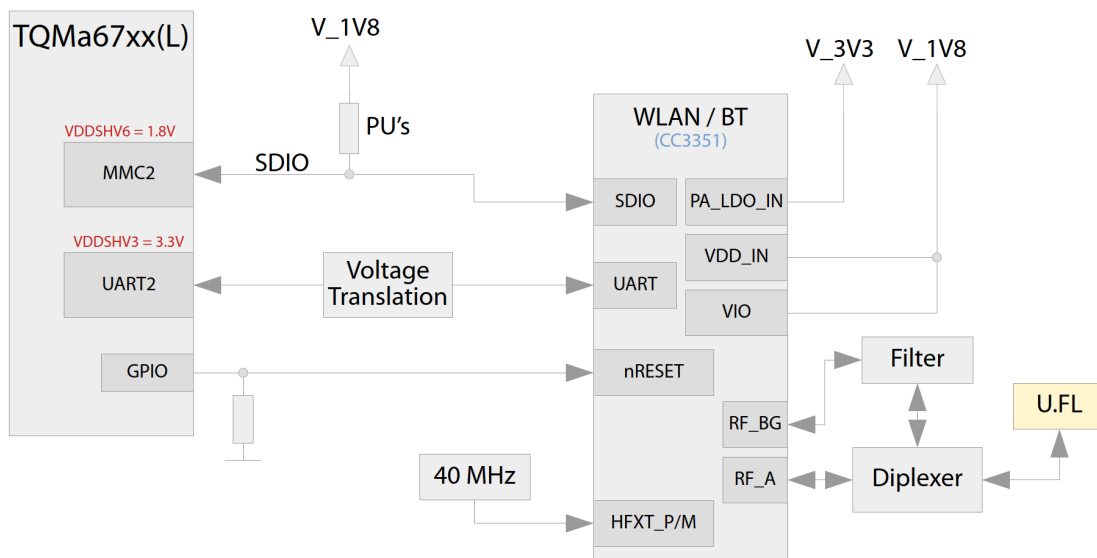 TQMa67xx(L)
V_1V8
V_3V3
V_1V8
WLAN / BT
(CC3351)
PU's
VDDSHV6 = 1.8V
MMC2
SDIO
SDIO
PA_LDO_IN
VDDSHV3 = 3.3V
UART2
Voltage
Translation
UART
VDD_IN
VIO
GPIO
nRESET
Filter
RF_BG
U.FL
40 MHz
RF_A
Diplexer
HFXT_P/M